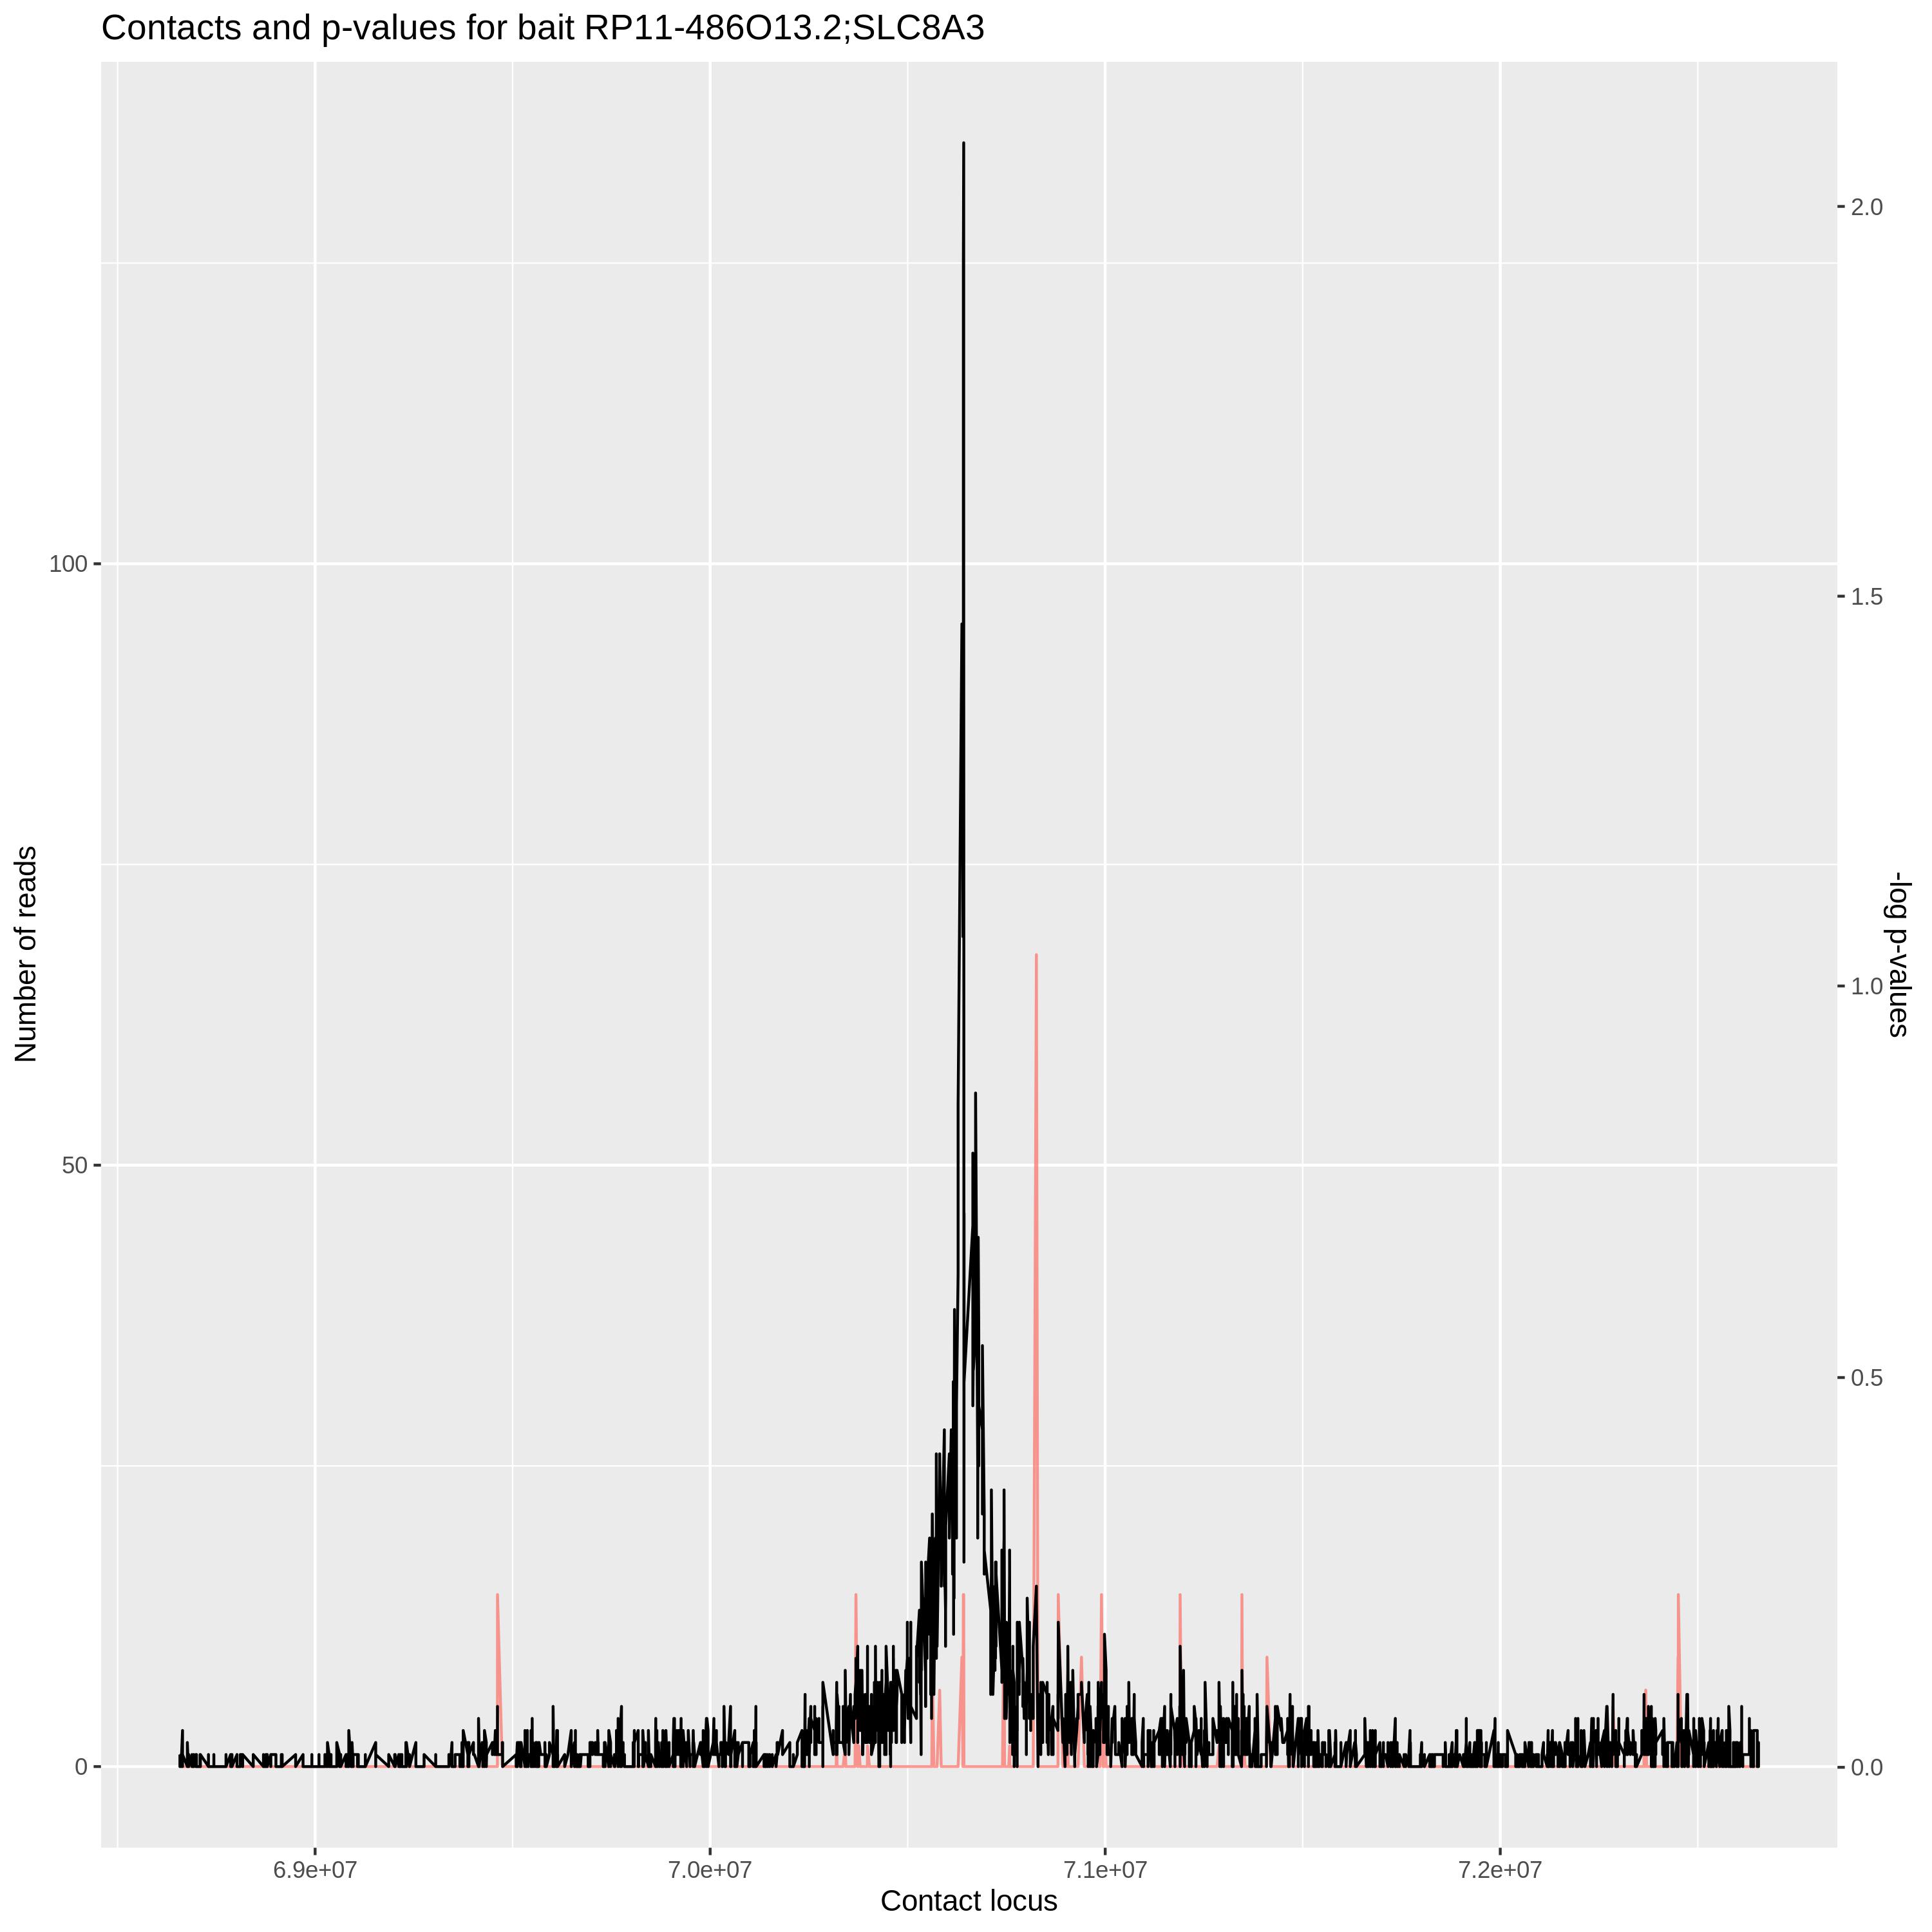 Contacts and p-values for bait RP11-486O13.2;SLC8A3
Number of reads
100
50
0
2.0
1.5
1.0
0.5
0.0
-log p-values
6.9e+07
7.0e+07
7.1e+07
7.2e+07
Contact locus